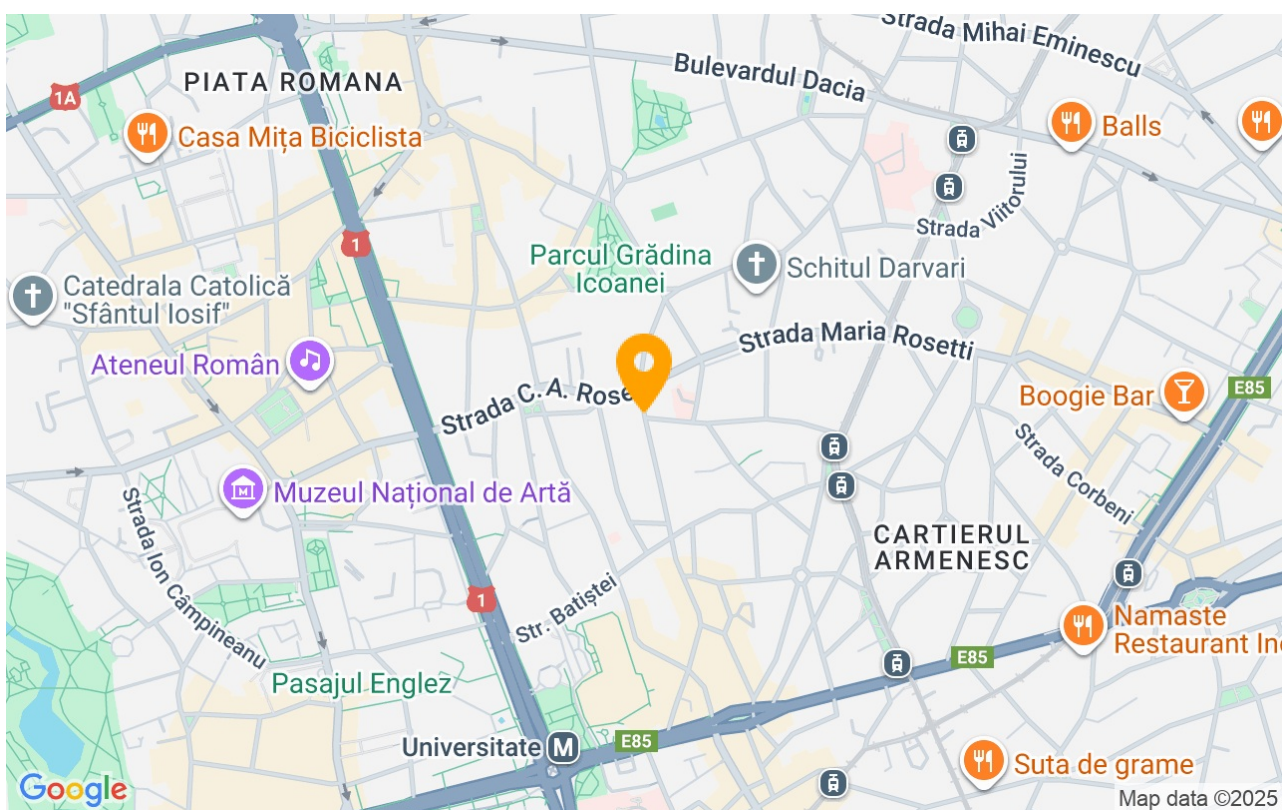 Strada Mihai Eminescu
PIATA ROMANA
Bulevardul Dacia
1A
Casa Mița Biciclista
Balls
Strada Viitorului
1
Parcul Grădina
Icoanei
Schitul Darvari
Catedrala Catolică
"Sfântul Iosif"
Strada Maria Rosetti
Ateneul Român
Strada C. A. Rose
Boogie Bar
E85
Muzeul Național de Artă
Strada Corbeni
Strada Ion Câmpineanu
CARTIERUL
ARMENESC
1
Str. Batiștei
Namaste
Restaurant Ind
E85
Pasajul Englez
Universitate M
E85
Suta de grame
Google
Map data ©2025